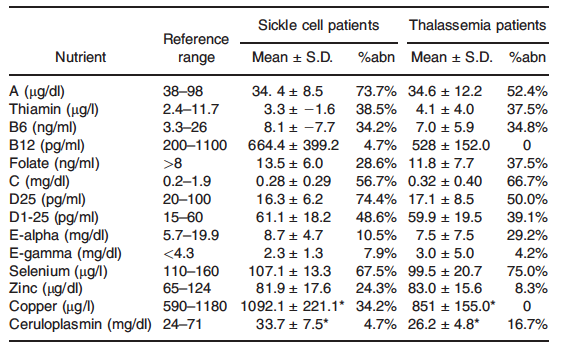 Sickle cell patients Thalassemia patients
Nutrient Reference range Mean ± S.D. %abn Mean ± S.D. %abn
A (μg/dl) 38–98 34. 4 ± 8.5 73.7% 34.6 ± 12.2 52.4%
Thiamin (μg/l) 2.4–11.7 3.3 ± −1.6 38.5% 4.1 ± 4.0 37.5%
B6 (ng/ml) 3.3–26 8.1 ± −7.7 34.2% 7.0 ± 5.9 34.8%
B12 (pg/ml) 200–1100 664.4 ± 399.2 4.7% 528 ± 152.0 0
Folate (ng/ml) >8 13.5 ± 6.0 28.6% 11.8 ± 7.7 37.5%
C (mg/dl) 0.2–1.9 0.28 ± 0.29 56.7% 0.32 ± 0.40 66.7%
D25 (pg/ml) 20–100 16.3 ± 6.2 74.4% 17.1 ± 8.5 50.0%
D1-25 (pg/ml) 15–60 61.1 ± 18.2 48.6% 59.9 ± 19.5 39.1%
E-alpha (mg/dl) 5.7–19.9 8.7 ± 4.7 10.5% 7.5 ± 7.5 29.2%
E-gamma (mg/dl) <4.3 2.3 ± 1.3 7.9% 3.0 ± 5.0 4.2%
Selenium (μg/l) 110–160 107.1 ± 13.3 67.5% 99.5 ± 20.7 75.0%
Zinc (μg/dl) 65–124 81.9 ± 17.6 24.3% 83.0 ± 15.6 8.3%
Copper (μg/l) 590–1180 1092.1 ± 221.1* 34.2% 851 ± 155.0* 0
Ceruloplasmin (mg/dl) 24–71 33.7 ± 7.5* 4.7% 26.2 ± 4.8* 16.7%